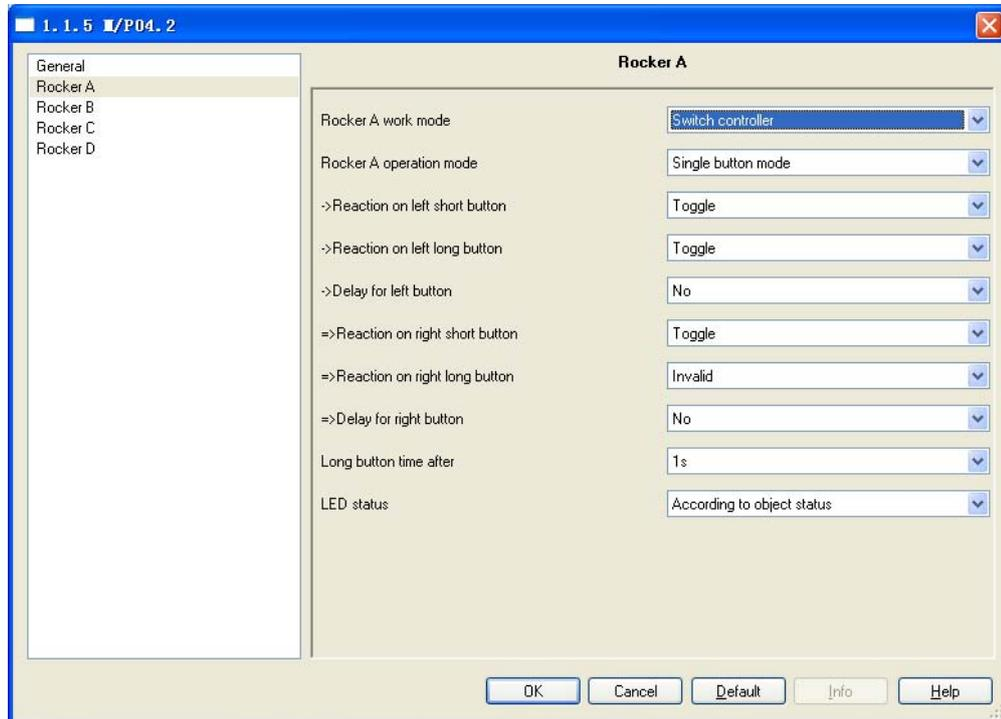 1.1.5 M/P04.2
General
Rocker A
Rocker B
Rocker C
Rocker D
Rocker A
Rocker A work mode Switch controller
Rocker A operation mode Single button mode
->Reaction on left short button Toggle
->Reaction on left long button Toggle
->Delay for left button No
=>Reaction on right short button Toggle
=>Reaction on right long button Invalid
=>Delay for right button No
Long button time after 1s
LED status According to object status
OK Cancel Default Info Help